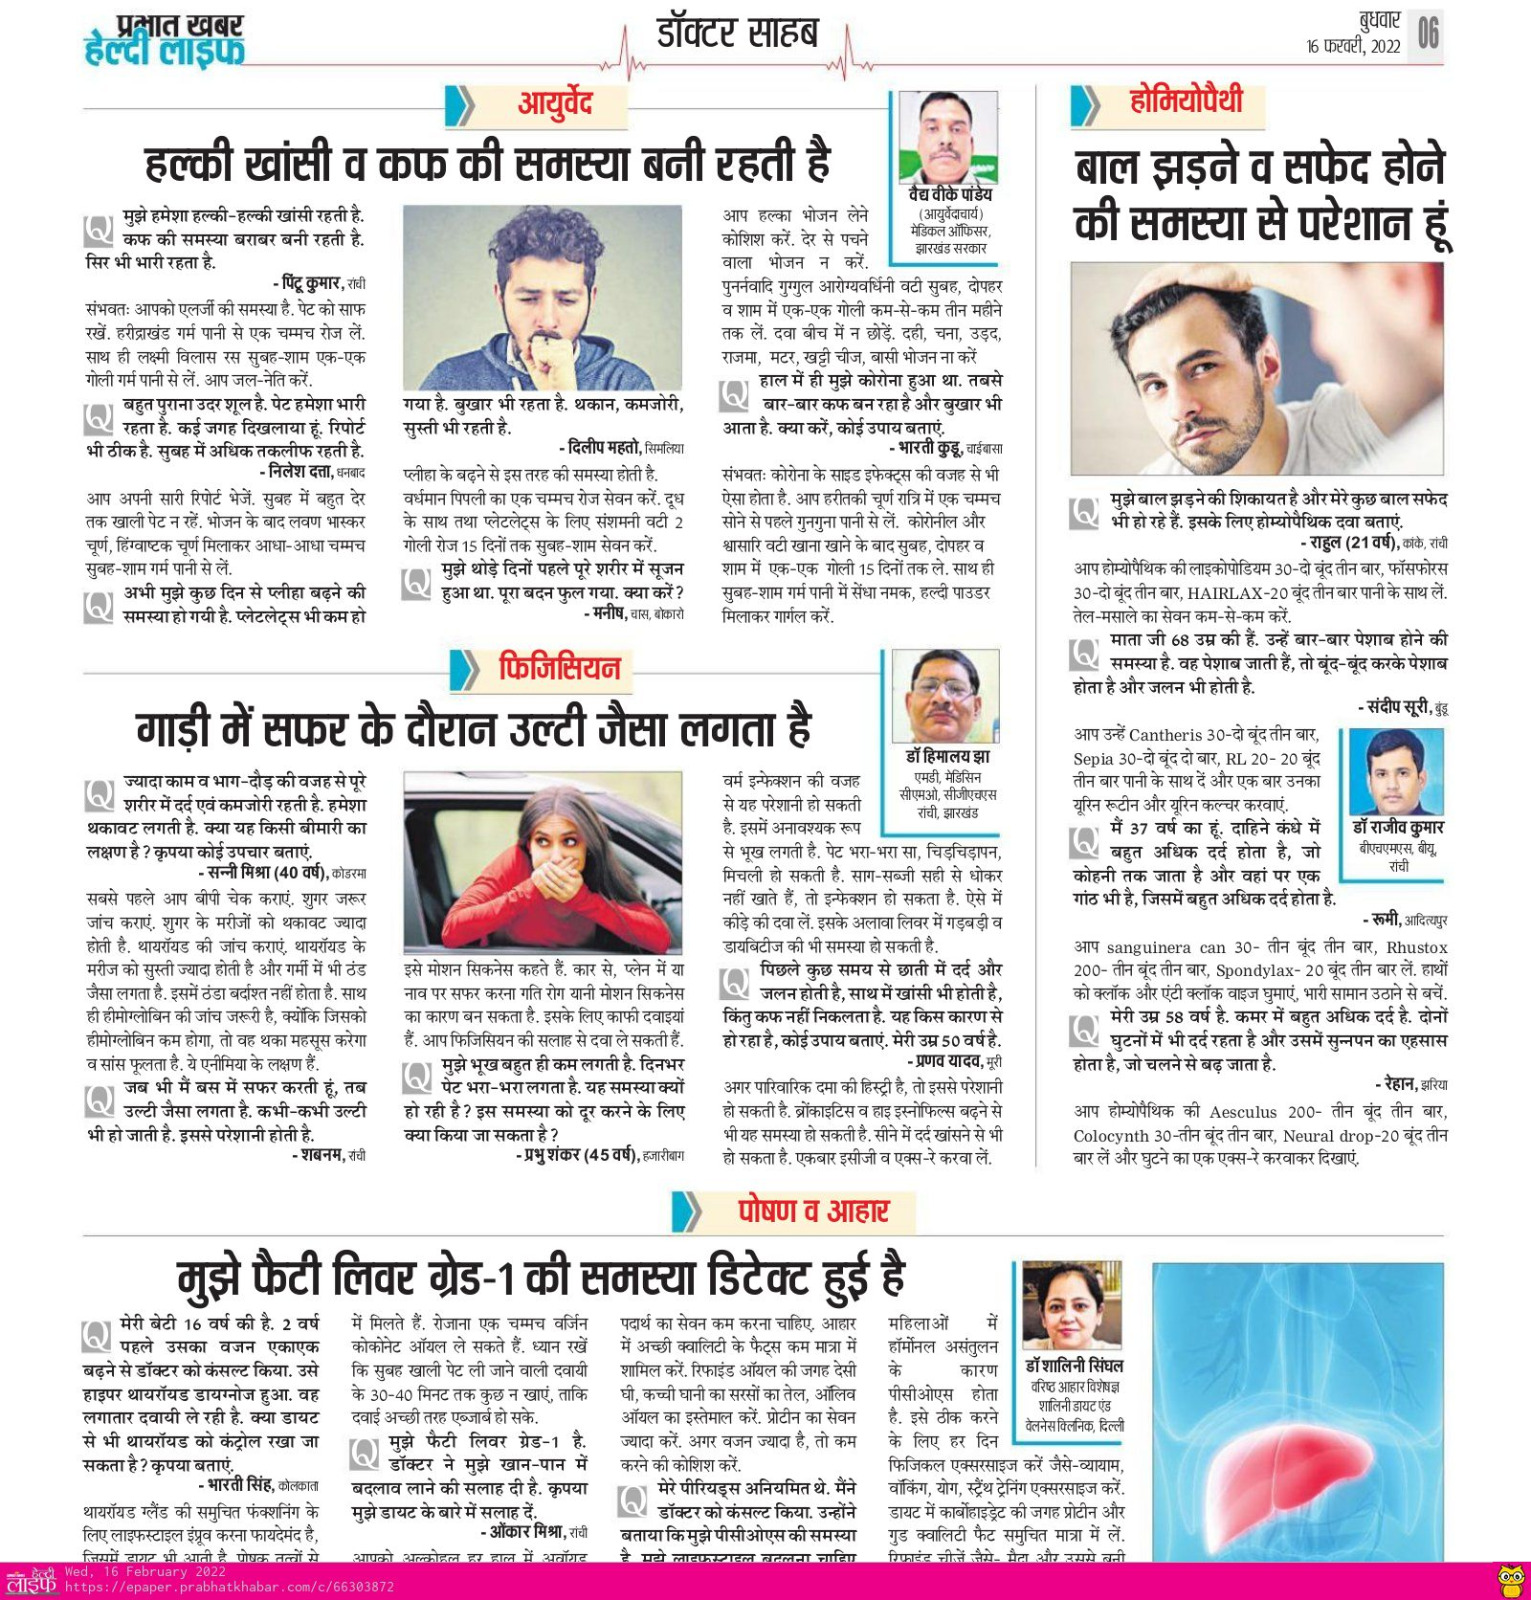 प्रभात खबर
हेल्दी लाइफ
डॉक्टर साहब
बुधवार
16 फरवरी, 2022
06
आयुर्वेद
हल्की खांसी व कफ की समस्या बनी रहती है
वैद्य वीके पांडेय
(आयुर्वेदाचार्य)
मेडिकल ऑफिसर,
झारखंड सरकार
Q मुझे हमेशा हल्की-हल्की खांसी रहती है.
कफ की समस्या बराबर बनी रहती है.
सिर भी भारी रहता है.
- पिंटू कुमार, रांची
संभवतः आपको एलर्जी की समस्या है. पेट को साफ
रखें. हरीद्राखंड गर्म पानी से एक चम्मच रोज लें.
साथ ही लक्ष्मी विलास रस सुबह-शाम एक-एक
गोली गर्म पानी से लें. आप जल-नेति करें.
Q बहुत पुराना उदर शूल है. पेट हमेशा भारी
रहता है. कई जगह दिखलाया हूं. रिपोर्ट
भी ठीक है. सुबह में अधिक तकलीफ रहती है.
- निलेश दत्ता, धनबाद
आप अपनी सारी रिपोर्ट भेजें. सुबह में बहुत देर
तक खाली पेट न रहें. भोजन के बाद लवण भास्कर
चूर्ण, हिंग्वाष्टक चूर्ण मिलाकर आधा-आधा चम्मच
सुबह-शाम गर्म पानी से लें.
Q अभी मुझे कुछ दिन से प्लीहा बढ़ने की
समस्या हो गयी है. प्लेटलेट्स भी कम हो
गया है. बुखार भी रहता है. थकान, कमजोरी,
सुस्ती भी रहती है.
- दिलीप महतो, सिमलिया
प्लीहा के बढ़ने से इस तरह की समस्या होती है.
वर्धमान पिपली का एक चम्मच रोज सेवन करें. दूध
के साथ तथा प्लेटलेट्स के लिए संशमनी वटी 2
गोली रोज 15 दिनों तक सुबह-शाम सेवन करें.
Q मुझे थोड़े दिनों पहले पूरे शरीर में सूजन
हुआ था. पूरा बदन फुल गया. क्या करें?
- मनीष, चास, बोकारो
आप हल्का भोजन लेने
कोशिश करें. देर से पचने
वाला भोजन न करें.
पुनर्नवादि गुग्गुल आरोग्यवर्धिनी वटी सुबह, दोपहर
व शाम में एक-एक गोली कम-से-कम तीन महीने
तक लें. दवा बीच में न छोड़ें. दही, चना, उड़द,
राजमा, मटर, खट्टी चीज, बासी भोजन ना करें
Q हाल में ही मुझे कोरोना हुआ था. तबसे
बार-बार कफ बन रहा है और बुखार भी
आता है. क्या करें, कोई उपाय बताएं.
- भारती कुडू, चाईबासा
संभवतः कोरोना के साइड इफेक्ट्स की वजह से भी
ऐसा होता है. आप हरीतकी चूर्ण रात्रि में एक चम्मच
सोने से पहले गुनगुना पानी से लें. कोरोनील और
श्वासारि वटी खाना खाने के बाद सुबह, दोपहर व
शाम में एक-एक गोली 15 दिनों तक ले. साथ ही
सुबह-शाम गर्म पानी में सेंधा नमक, हल्दी पाउडर
मिलाकर गार्गल करें.
फिजिसियन
गाड़ी में सफर के दौरान उल्टी जैसा लगता है
डॉ हिमालय झा
एमडी, मेडिसिन
सीएमओ, सीजीएचएस
रांची, झारखंड
Q ज्यादा काम व भाग-दौड़ की वजह से पूरे
शरीर में दर्द एवं कमजोरी रहती है. हमेशा
थकावट लगती है. क्या यह किसी बीमारी का
लक्षण है? कृपया कोई उपचार बताएं.
- सन्नी मिश्रा (40 वर्ष), कोडरमा
सबसे पहले आप बीपी चेक कराएं. शुगर जरूर
जांच कराएं. शुगर के मरीजों को थकावट ज्यादा
होती है. थायरॉयड की जांच कराएं. थायरॉयड के
मरीज को सुस्ती ज्यादा होती है और गर्मी में भी ठंड
जैसा लगता है. इसमें ठंडा बर्दाश्त नहीं होता है. साथ
ही हीमोग्लोबिन की जांच जरूरी है, क्योंकि जिसको
हीमोग्लोबिन कम होगा, तो वह थका महसूस करेगा
व सांस फूलता है. ये एनीमिया के लक्षण हैं.
Q जब भी मैं बस में सफर करती हूं, तब
उल्टी जैसा लगता है. कभी-कभी उल्टी
भी हो जाती है. इससे परेशानी होती है.
- शबनम, रांची
इसे मोशन सिकनेस कहते हैं. कार से, प्लेन में या
नाव पर सफर करना गति रोग यानी मोशन सिकनेस
का कारण बन सकता है. इसके लिए काफी दवाइयां
हैं. आप फिजिसियन की सलाह से दवा ले सकती हैं.
Q मुझे भूख बहुत ही कम लगती है. दिनभर
पेट भरा-भरा लगता है. यह समस्या क्यों
हो रही है? इस समस्या को दूर करने के लिए
क्या किया जा सकता है?
- प्रभु शंकर (45 वर्ष), हजारीबाग
वर्म इन्फेक्शन की वजह
से यह परेशानी हो सकती
है. इसमें अनावश्यक रूप
से भूख लगती है. पेट भरा-भरा सा, चिड़चिड़ापन,
मिचली हो सकती है. साग-सब्जी सही से धोकर
नहीं खाते हैं, तो इन्फेक्शन हो सकता है. ऐसे में
कीड़े की दवा लें. इसके अलावा लिवर में गड़बड़ी व
डायबिटीज की भी समस्या हो सकती है.
Q पिछले कुछ समय से छाती में दर्द और
जलन होती है, साथ में खांसी भी होती है,
किंतु कफ नहीं निकलता है. यह किस कारण से
हो रहा है, कोई उपाय बताएं. मेरी उम्र 50 वर्ष है.
- प्रणव यादव, मूरी
अगर पारिवारिक दमा की हिस्ट्री है, तो इससे परेशानी
हो सकती है. ब्रोंकाइटिस व हाइ इस्नोफिल्स बढ़ने से
भी यह समस्या हो सकती है. सीने में दर्द खांसने से भी
हो सकता है. एकबार इसीजी व एक्स-रे करवा लें.
होमियोपैथी
बाल झड़ने व सफेद होने
की समस्या से परेशान हूं
Q मुझे बाल झड़ने की शिकायत है और मेरे कुछ बाल सफेद
भी हो रहे हैं. इसके लिए होम्योपैथिक दवा बताएं.
- राहुल (21 वर्ष), कांके, रांची
आप होम्योपैथिक की लाइकोपोडियम 30-दो बूंद तीन बार, फॉसफोरस
30-दो बूंद तीन बार, HAIRLAX-20 बूंद तीन बार पानी के साथ लें.
तेल-मसाले का सेवन कम-से-कम करें.
Q माता जी 68 उम्र की हैं. उन्हें बार-बार पेशाब होने की
समस्या है. वह पेशाब जाती हैं, तो बूंद-बूंद करके पेशाब
होता है और जलन भी होती है.
- संदीप सूरी, बुंडू
आप उन्हें Cantheris 30-दो बूंद तीन बार,
Sepia 30-दो बूंद दो बार, RL 20- 20 बूंद
तीन बार पानी के साथ दें और एक बार उनका
यूरिन रूटीन और यूरिन कल्चर करवाएं.
Q मैं 37 वर्ष का हूं. दाहिने कंधे में
बहुत अधिक दर्द होता है, जो
कोहनी तक जाता है और वहां पर एक
गांठ भी है, जिसमें बहुत अधिक दर्द होता है.
- रूमी, आदित्यपुर
डॉ राजीव कुमार
बीएचएमएस, बीयू,
रांची
आप sanguinera can 30- तीन बूंद तीन बार, Rhustox
200- तीन बूंद तीन बार, Spondylax- 20 बूंद तीन बार लें. हाथों
को क्लॉक और एंटी क्लॉक वाइज घुमाएं, भारी सामान उठाने से बचें.
Q मेरी उम्र 58 वर्ष है. कमर में बहुत अधिक दर्द है. दोनों
घुटनों में भी दर्द रहता है और उसमें सुन्नपन का एहसास
होता है, जो चलने से बढ़ जाता है.
- रेहान, झरिया
आप होम्योपैथिक की Aesculus 200- तीन बूंद तीन बार,
Colocynth 30-तीन बूंद तीन बार, Neural drop-20 बूंद तीन
बार लें और घुटने का एक एक्स-रे करवाकर दिखाएं.
पोषण व आहार
मुझे फैटी लिवर ग्रेड-1 की समस्या डिटेक्ट हुई है
Q मेरी बेटी 16 वर्ष की है. 2 वर्ष
पहले उसका वजन एकाएक
बढ़ने से डॉक्टर को कंसल्ट किया. उसे
हाइपर थायरॉयड डायग्नोज हुआ. वह
लगातार दवायी ले रही है. क्या डायट
से भी थायरॉयड को कंट्रोल रखा जा
सकता है? कृपया बताएं.
- भारती सिंह, कोलकाता
थायरॉयड ग्लैंड की समुचित फंक्शनिंग के
लिए लाइफस्टाइल इंप्रूव करना फायदेमंद है,
जिसमें डायट भी आती है. पोषक तत्वों से
में मिलते हैं. रोजाना एक चम्मच वर्जिन
कोकोनेट ऑयल ले सकते हैं. ध्यान रखें
कि सुबह खाली पेट ली जाने वाली दवायी
के 30-40 मिनट तक कुछ न खाएं, ताकि
दवाई अच्छी तरह एब्जार्ब हो सके.
Q मुझे फैटी लिवर ग्रेड-1 है.
डॉक्टर ने मुझे खान-पान में
बदलाव लाने की सलाह दी है. कृपया
मुझे डायट के बारे में सलाह दें.
- ओंकार मिश्रा, रांची
आपको अल्कोहल हर हाल में अवॉयड
पदार्थ का सेवन कम करना चाहिए. आहार
में अच्छी क्वालिटी के फैट्स कम मात्रा में
शामिल करें. रिफाइंड ऑयल की जगह देसी
घी, कच्ची घानी का सरसों का तेल, ऑलिव
ऑयल का इस्तेमाल करें. प्रोटीन का सेवन
ज्यादा करें. अगर वजन ज्यादा है, तो कम
करने की कोशिश करें.
Q मेरे पीरियड्स अनियमित थे. मैंने
डॉक्टर को कंसल्ट किया. उन्होंने
बताया कि मुझे पीसीओएस की समस्या
है. मुझे लाइफस्टाइल बदलना चाहिए
महिलाओं में
हॉर्मोनल असंतुलन
के कारण
पीसीओएस होता
है. इसे ठीक करने
के लिए हर दिन
फिजिकल एक्सरसाइज करें जैसे-व्यायाम,
वॉकिंग, योग, स्ट्रैंथ ट्रेनिंग एक्सरसाइज करें.
डायट में कार्बोहाइड्रेट की जगह प्रोटीन और
गुड क्वालिटी फैट समुचित मात्रा में लें.
रिफाइंड चीजें जैसे- मैदा और उससे बनी
डॉ शालिनी सिंघल
वरिष्ठ आहार विशेषज्ञ
शालिनी डायट एंड
वेलनेस क्लिनिक, दिल्ली
हेल्दी
लाइफ
Wed, 16 February 2022
https://epaper.prabhatkhabar.com/c/66303872